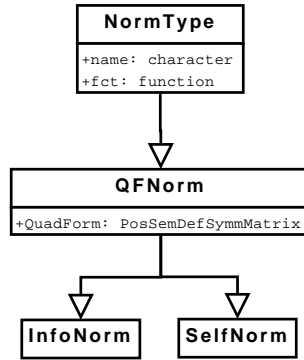 NormType
+name: character
+fct: function
QFNorm
+QuadForm: PosSemDefSymmMatrix
InfoNorm
SelfNorm